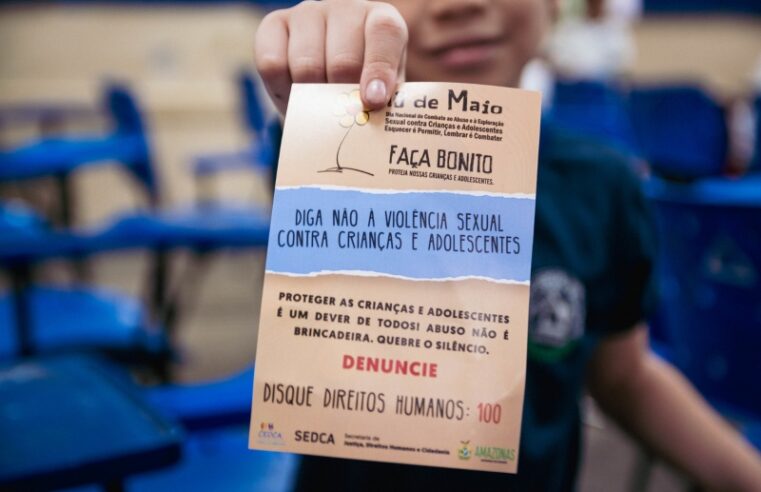 de Maio
Dia Nacional de Combate ao Abuso e à Exploração
Sexual contra Crianças e Adolescentes
Esquecer é Permitir, Lembrar é Combater
FAÇA BONITO
PROTEJA NOSSAS CRIANÇAS E ADOLESCENTES.
DIGA NÃO À VIOLÊNCIA SEXUAL
CONTRA CRIANÇAS E ADOLESCENTES
PROTEGER AS CRIANÇAS E ADOLESCENTES
É UM DEVER DE TODOS! ABUSO NÃO É
BRINCADEIRA. QUEBRE O SILÊNCIO.
DENUNCIE
DISQUE DIREITOS HUMANOS: 100
CEDCA
SEDCA
Secretaria de
Justiça, Direitos Humanos e Cidadania
AMAZONAS